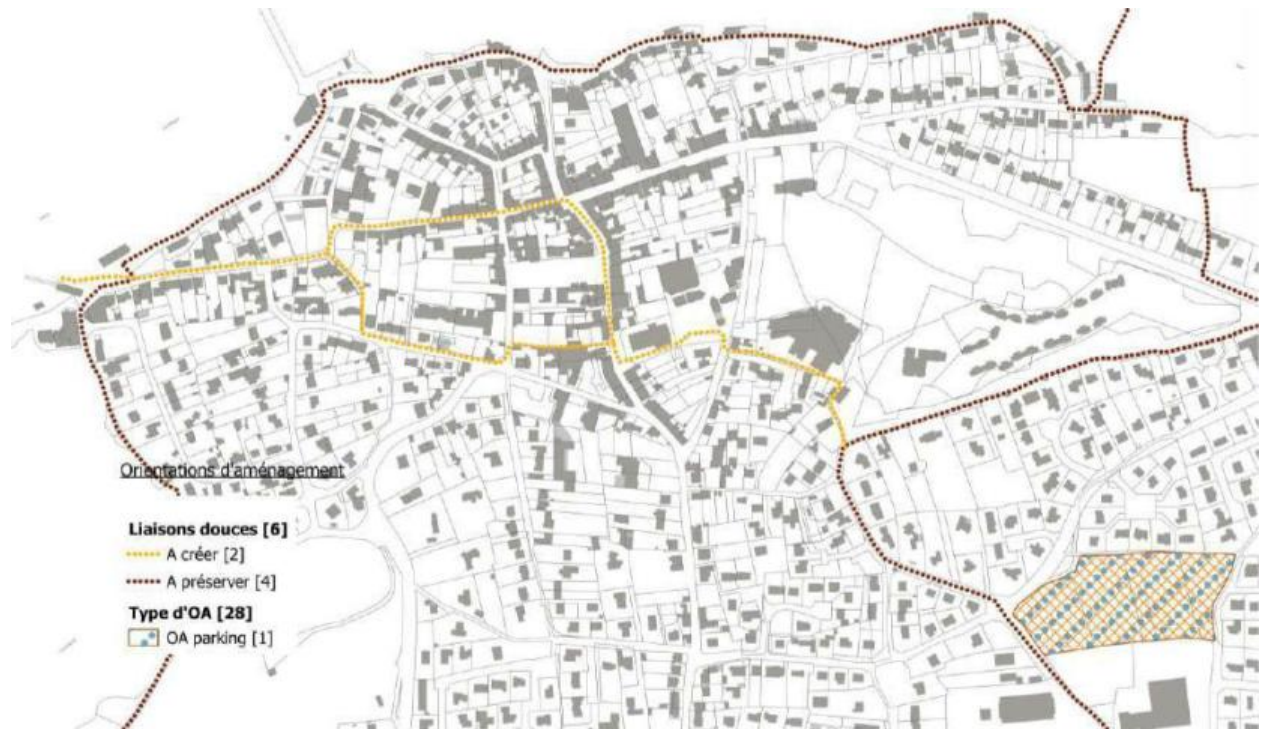 Orientations d'aménagement
Liaisons douces [6]
A créer [2]
A préserver [4]
Type d'OA [28]
OA parking [1]